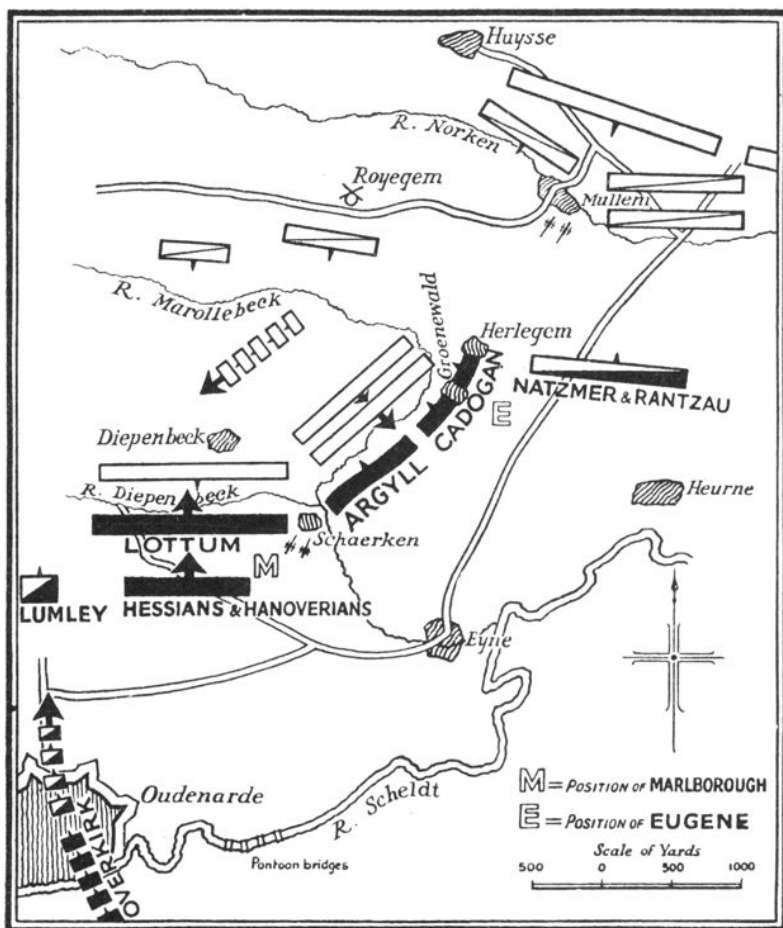 Huysse
R. Norken
Royegem
Mullem
R. Marollebeck
Groenewald
Herlegem
CADOGAN
NATZMER & RANTZAU
E
Diepenbeck
ARGYLL
R. Diepenbeck
Heurne
LOTTUM
Schaerken
M
LUMLEY
HESSIANS & HANOVERIANS
Eyne
Oudenarde
R. Scheldt
OVERKIRK
Pontoon bridges
M = POSITION OF MARLBOROUGH
E = POSITION OF EUGENE
Scale of Yards
500 0 500 1000